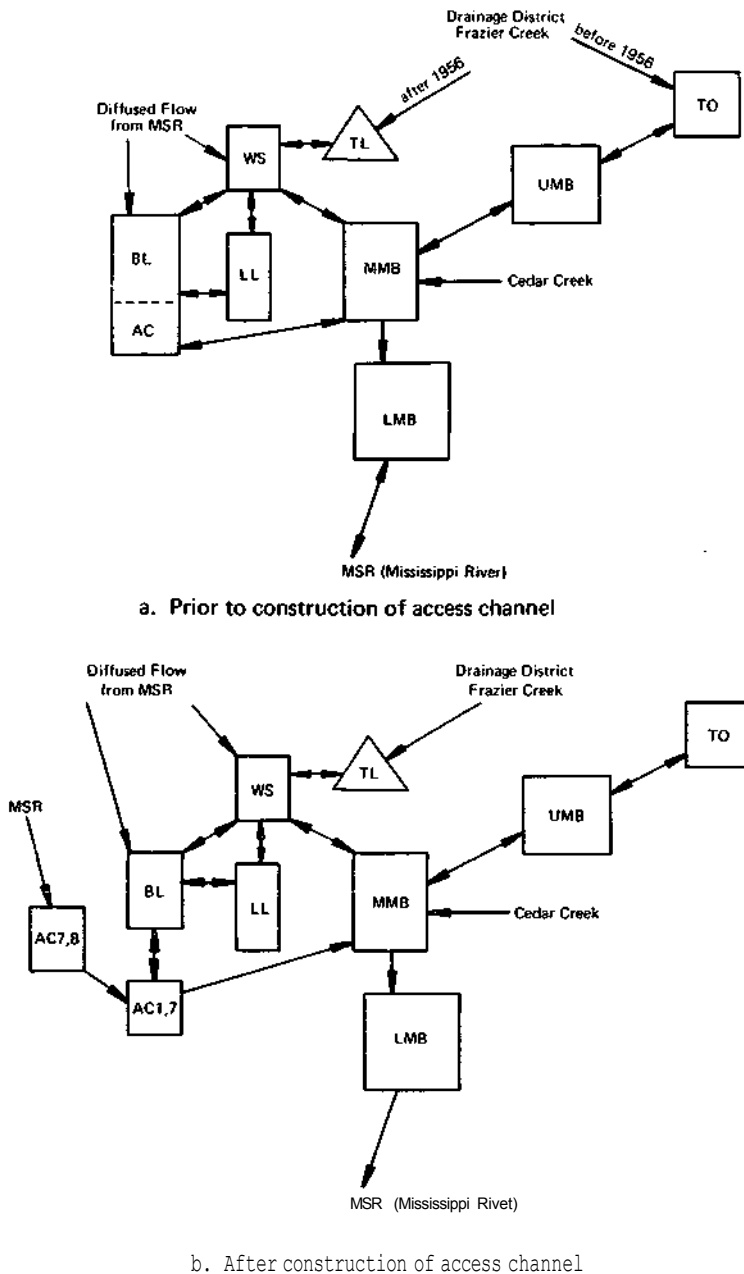 Drainage District
Frazier Creek
before 1956
after 1956
TO
Diffused Flow
from MSR
WS
TL
UMB
BL
LL
MMB
Cedar Creek
AC
LMB
MSR (Mississippi River)
a. Prior to construction of access channel
Diffused Flow
from MSR
Drainage District
Frazier Creek
TO
WS
TL
MSR
UMB
BL
LL
MMB
Cedar Creek
AC7,8
AC1,7
LMB
MSR (Mississippi Rivet)
b. After construction of access channel